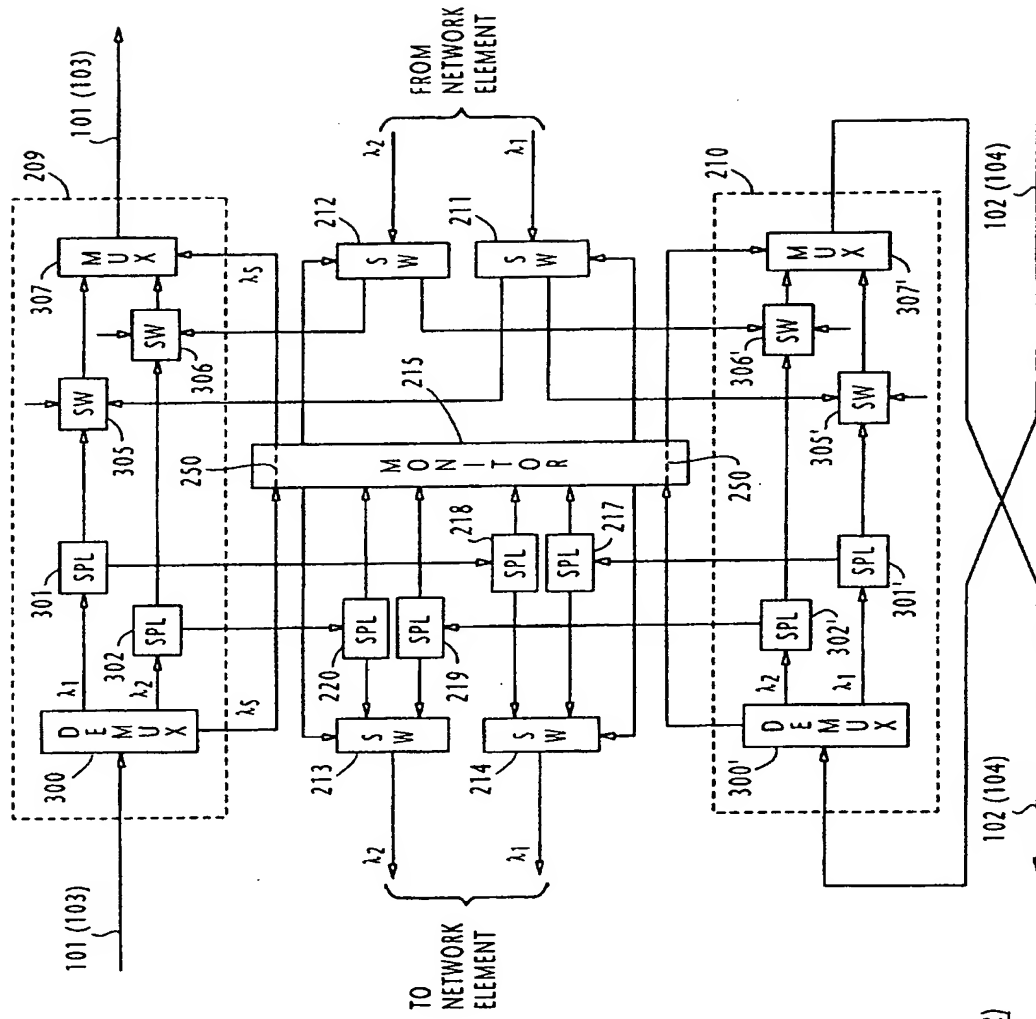 101 (103)
209
300
D E M U X
λ1
λ2
λS
302
SPL
301
SPL
305
SW
306
SW
λS
307
M U X
101 (103)
TO
NETWORK
ELEMENT
λ2
λ1
213
S W
214
S W
220
SPL
219
SPL
218
SPL
217
SPL
250
215
M O N I T O R
250
212
S W
211
S W
λ2
λ1
FROM
NETWORK
ELEMENT
210
300'
D E M U X
λ2
λ1
302'
SPL
301'
SPL
306'
SW
305'
SW
307'
M U X
102 (104)
102 (104)